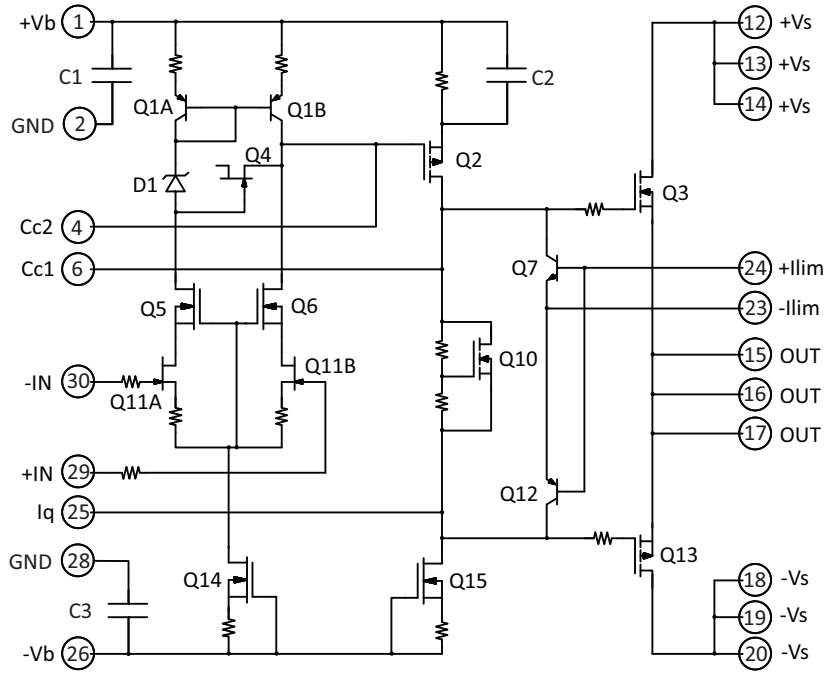 +Vb 1
12 +Vs
C1
C2
13 +Vs
Q1A
Q1B
14 +Vs
GND 2
Q4
Q2
D1
Q3
Cc2 4
Cc1 6
Q7
24 +Ilim
23 -Ilim
Q5
Q6
Q10
15 OUT
Q11B
-IN 30
Q11A
16 OUT
17 OUT
+IN 29
Q12
Iq 25
GND 28
Q13
Q14
Q15
18 -Vs
C3
19 -Vs
-Vb 26
20 -Vs